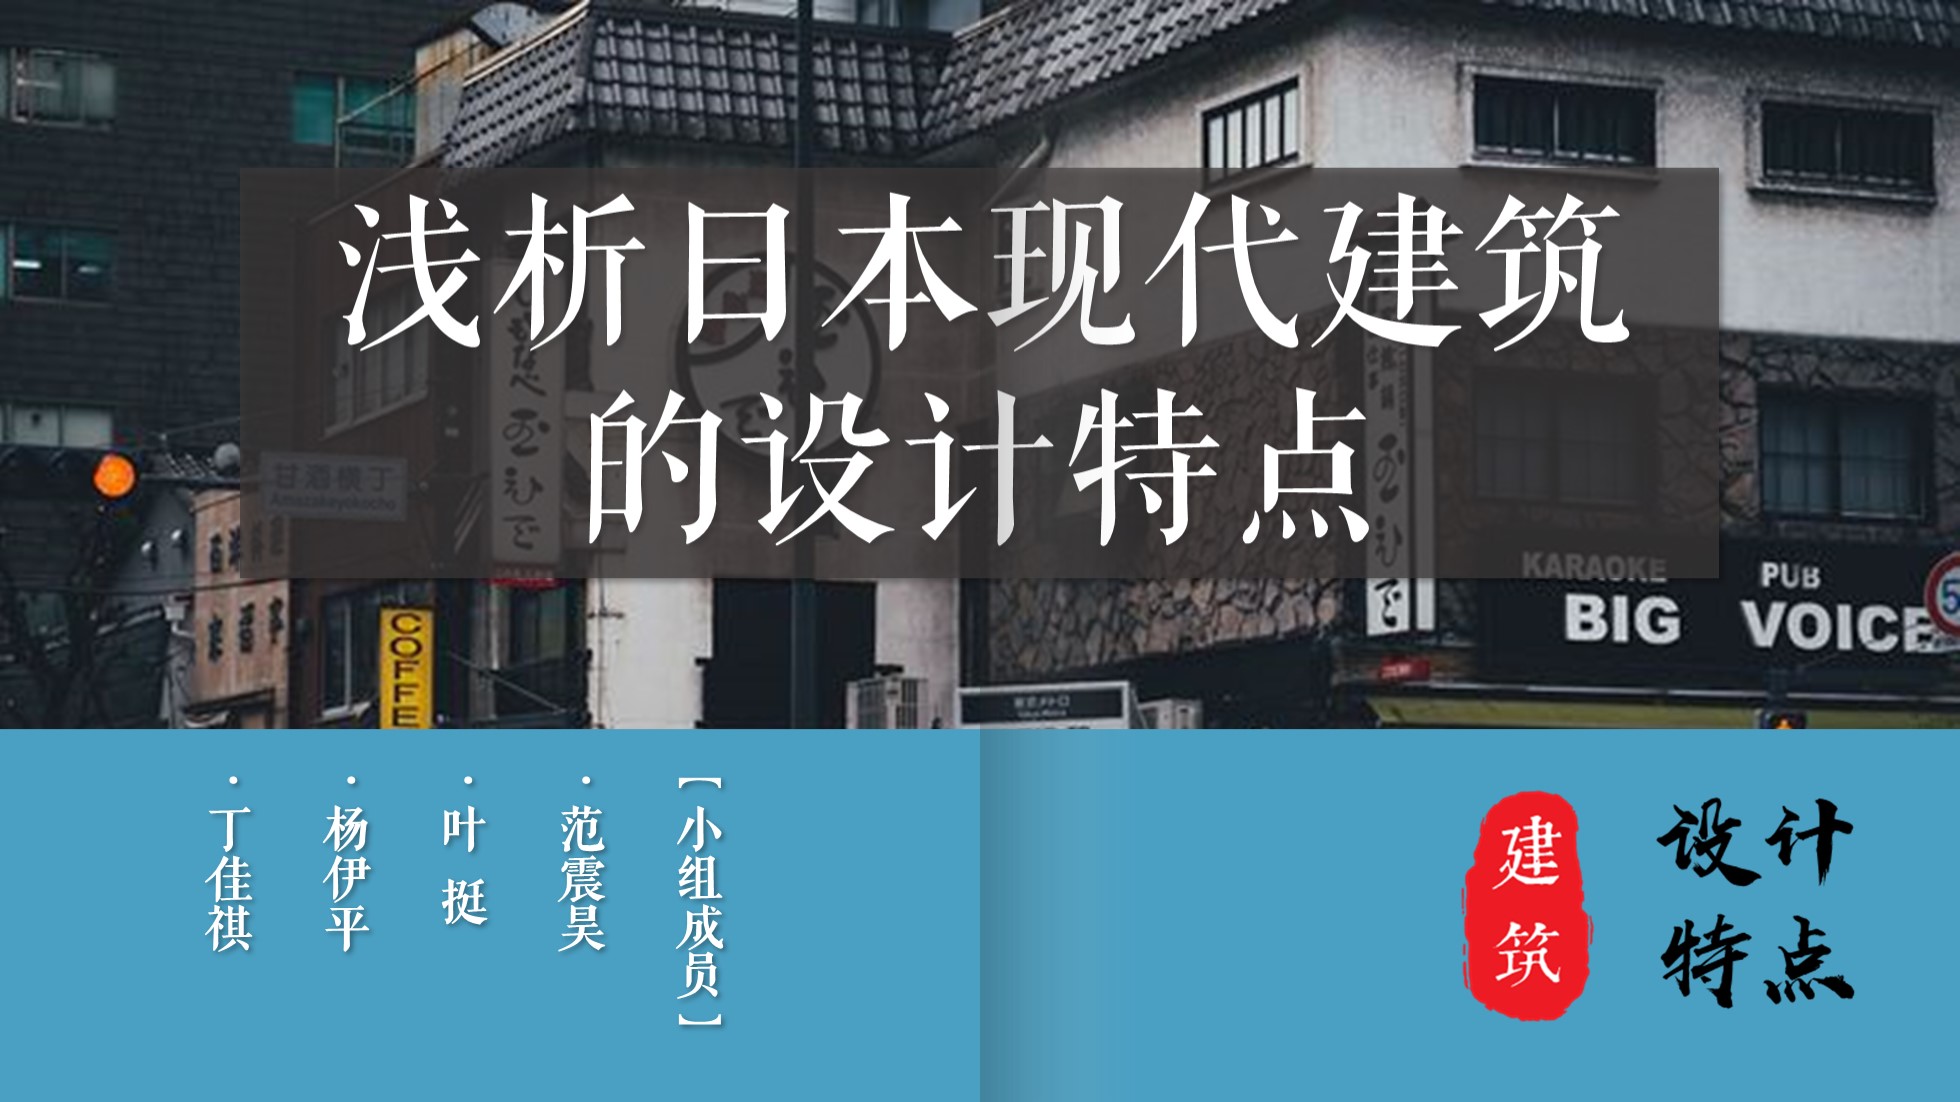 浅析日本现代建筑
的设计特点
甘酒横丁
Amazakeyokocho
COFFE
KARAOKE
BIG
PUB
VOICE
【小组成员】
·范震昊
·叶 挺
·杨伊平
·丁佳祺
建筑
设计
特点